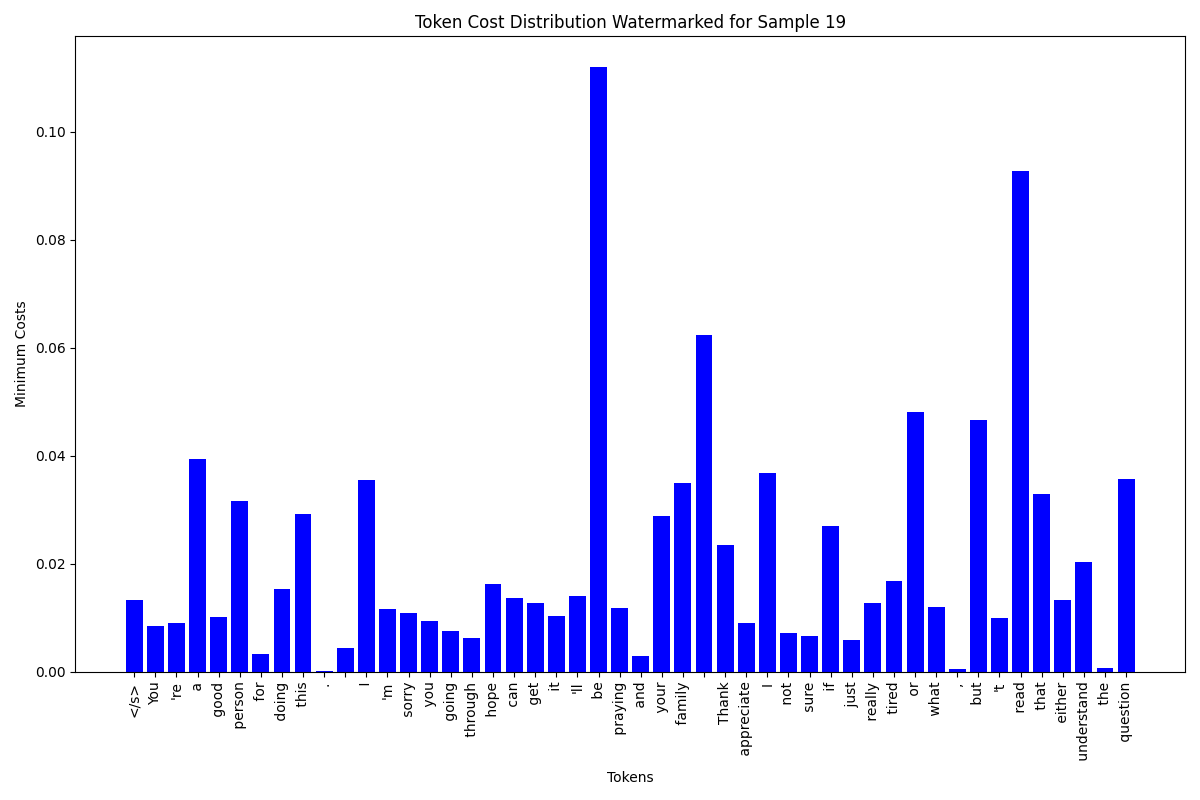 Token Cost Distribution Watermarked for Sample 19
Minimum Costs
0.10
0.08
0.06
0.04
0.02
0.00
</s>
You
're
a
good
person
for
doing
this
.
I
'm
sorry
you
going
through
hope
can
get
it
'll
be
praying
and
your
family
Thank
appreciate
I
not
sure
if
just
really
tired
or
what
,
but
't
read
that
either
understand
the
question
Tokens